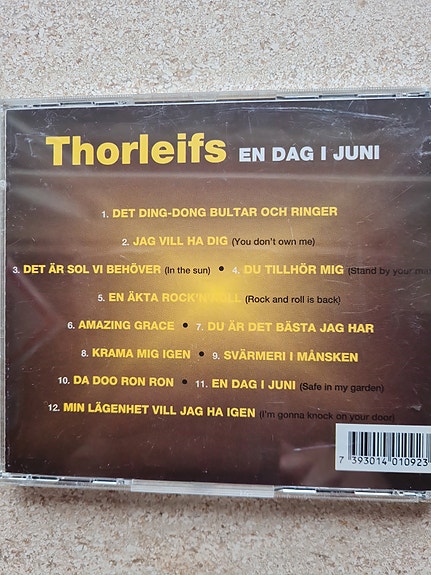 Thorleifs EN DAG I JUNI
1. DET DING-DONG BULTAR OCH RINGER
2. JAG VILL HA DIG (You don't own me)
3. DET ÄR SOL VI BEHÖVER (In the sun) • 4. DU TILLHÖR MIG (Stand by your man)
5. EN ÄKTA ROCK'N'ROLL (Rock and roll is back)
6. AMAZING GRACE • 7. DU ÄR DET BÄSTA JAG HAR
8. KRAMA MIG IGEN • 9. SVÄRMERI I MÅNSKEN
10. DA DOO RON RON • 11. EN DAG I JUNI (Safe in my garden)
12. MIN LÄGENHET VILL JAG HA IGEN (I'm gonna knock on your door)
7 393014 010923